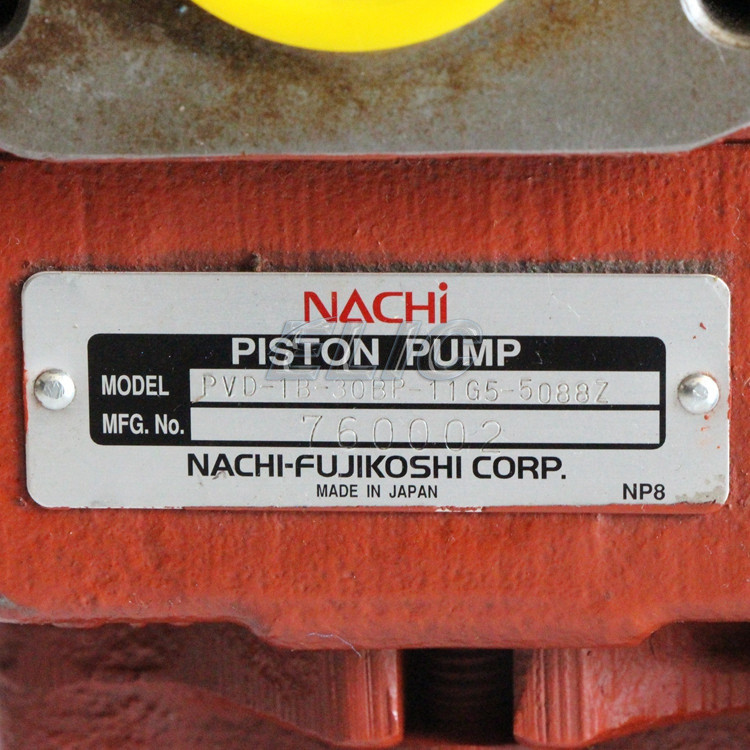 NACHi
ELIC
PISTON PUMP
MODEL PVD-1B-30BP-11G5-5088Z
MFG. No. 760002
NACHI-FUJIKOSHI CORP.
MADE IN JAPAN
NP8